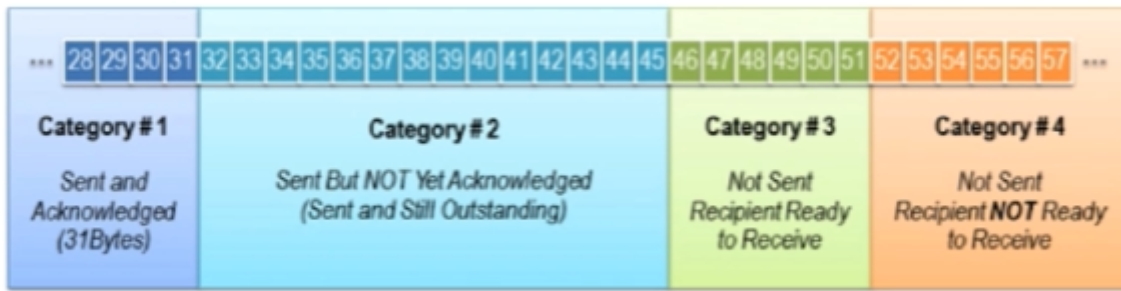 ... 28 29 30 31 32 33 34 35 36 37 38 39 40 41 42 43 44 45 46 47 48 49 50 51 52 53 54 55 56 57 ...
Category # 1
Sent and
Acknowledged
(31Bytes)
Category # 2
Sent But NOT Yet Acknowledged
(Sent and Still Outstanding)
Category # 3
Not Sent
Recipient Ready
to Receive
Category # 4
Not Sent
Recipient NOT Ready
to Receive